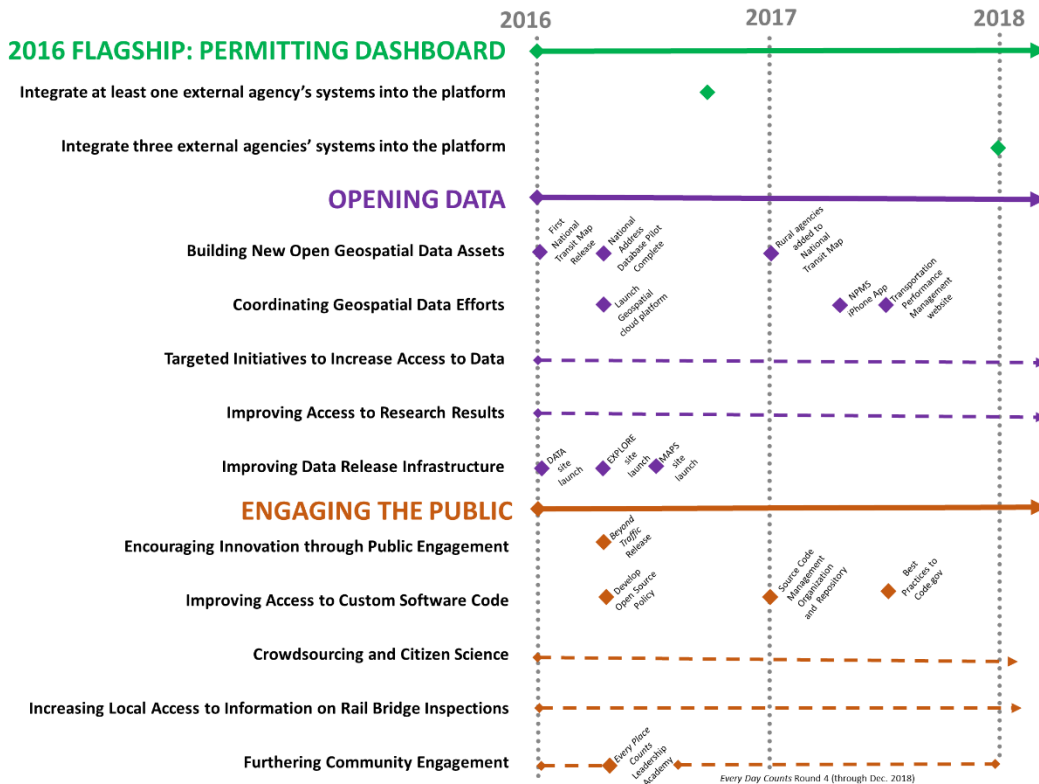 2016 2017 2018
2016 FLAGSHIP: PERMITTING DASHBOARD
Integrate at least one external agency’s systems into the platform
Integrate three external agencies’ systems into the platform
OPENING DATA
Building New Open Geospatial Data Assets
First
National
Transit Map
Release
National
Address
Database Pilot
Complete
Rural agencies
added to
National
Transit Map
Coordinating Geospatial Data Efforts
Launch
Geospatial
cloud platform
NPMS
iPhone App
Transportation
Performance
Management
website
Targeted Initiatives to Increase Access to Data
Improving Access to Research Results
Improving Data Release Infrastructure
DATA
site
launch
EXPLORE
site
launch
MAPS
site
launch
ENGAGING THE PUBLIC
Encouraging Innovation through Public Engagement
Beyond
Traffic
Release
Improving Access to Custom Software Code
Develop
Open Source
Policy
Source Code
Management
Organization
and Repository
Best
Practices to
Code.gov
Crowdsourcing and Citizen Science
Increasing Local Access to Information on Rail Bridge Inspections
Furthering Community Engagement
Every Place
Counts
Leadership
Academy
Every Day Counts Round 4 (through Dec. 2018)